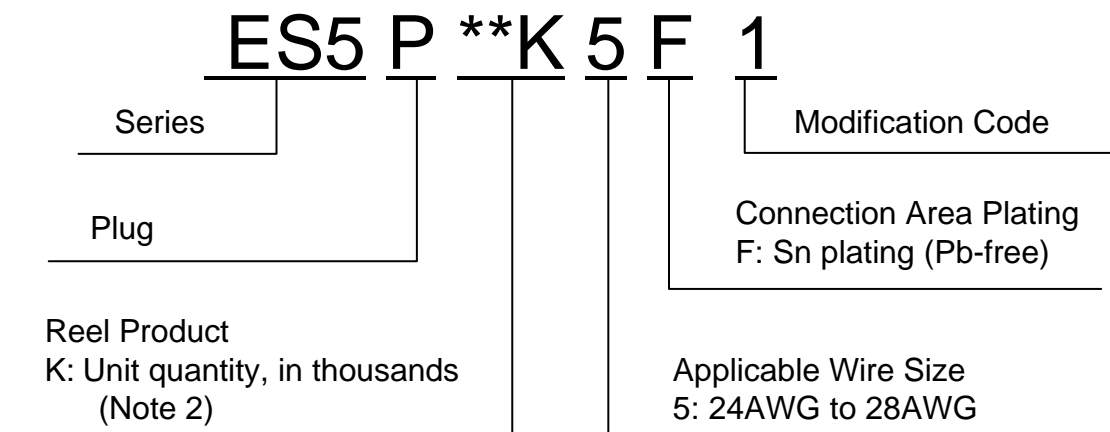 ES5 P **K 5 F 1
Series
Modification Code
Plug
Connection Area Plating
F: Sn plating (Pb-free)
Reel Product
K: Unit quantity, in thousands
(Note 2)
Applicable Wire Size
5: 24AWG to 28AWG